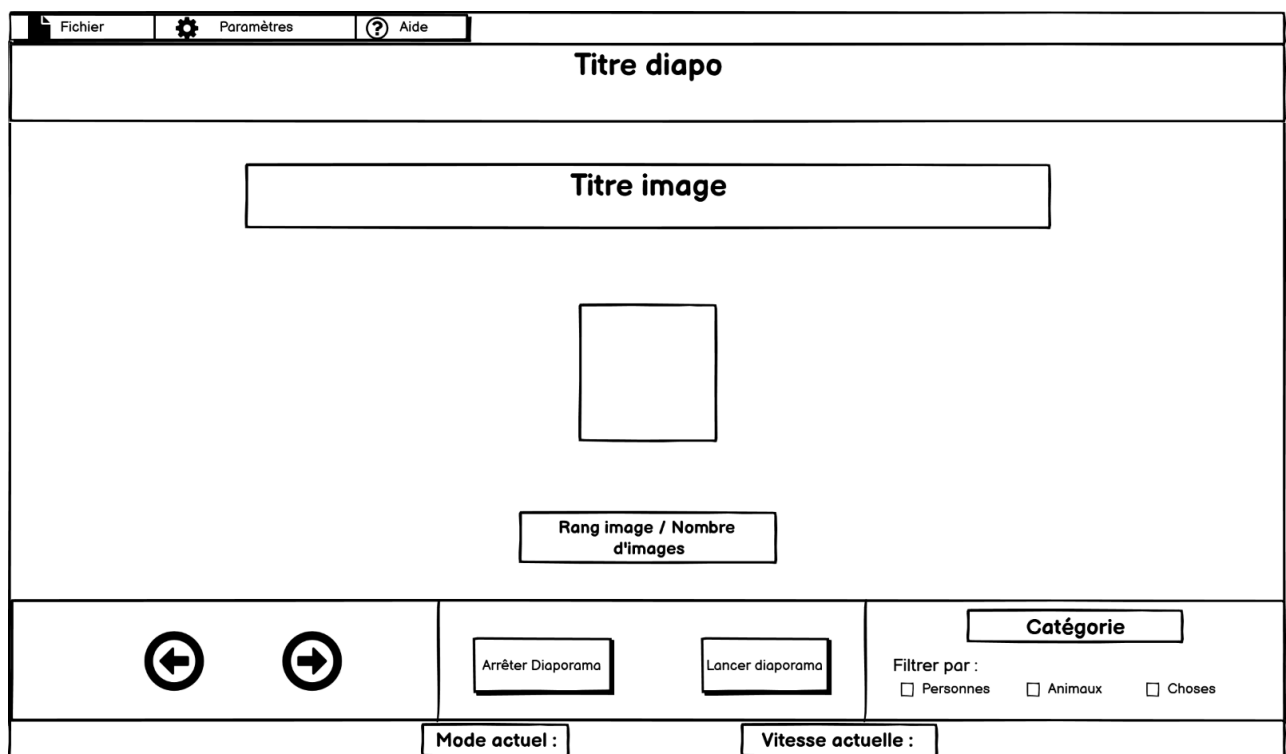 Fichier
Paramètres
? Aide
Titre diapo
Titre image
Rang image / Nombre
d'images
Arrêter Diaporama
Lancer diaporama
Catégorie
Filtrer par :
Personnes
Animaux
Choses
Mode actuel :
Vitesse actuelle :